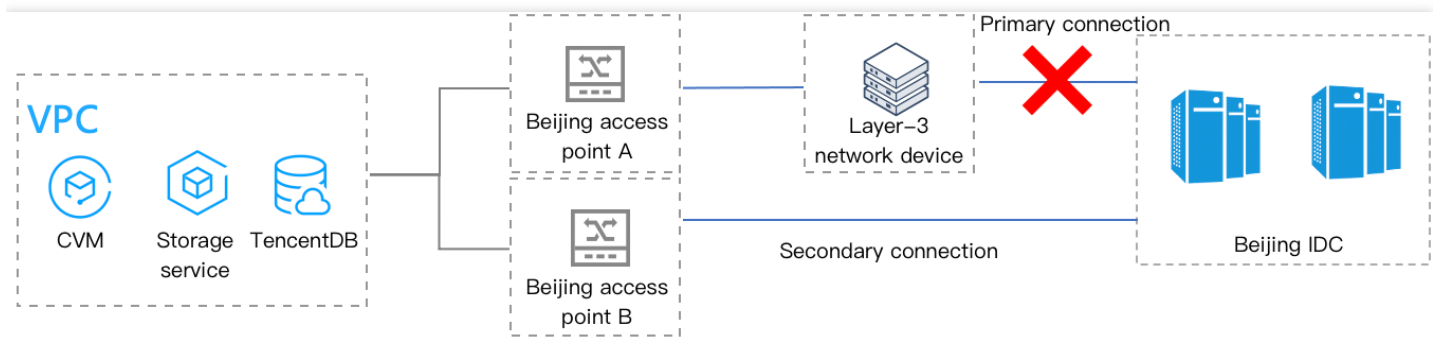 Primary connection
VPC
CVM
Storage
service
TencentDB
Beijing access
point A
Layer-3
network device
Beijing access
point B
Secondary connection
Beijing IDC